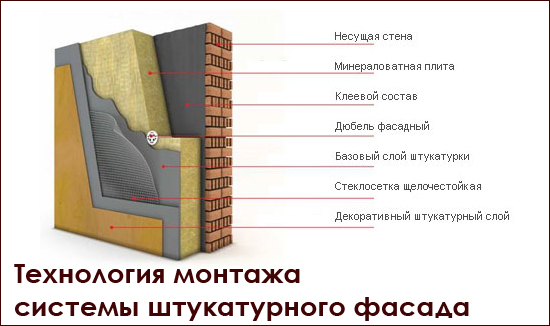 Несущая стена
Минераловатная плита
Клеевой состав
Дюбель фасадный
Базовый слой штукатурки
Стеклосетка щелочестойкая
Декоративный штукатурный слой
Технология монтажа
системы штукатурного фасада